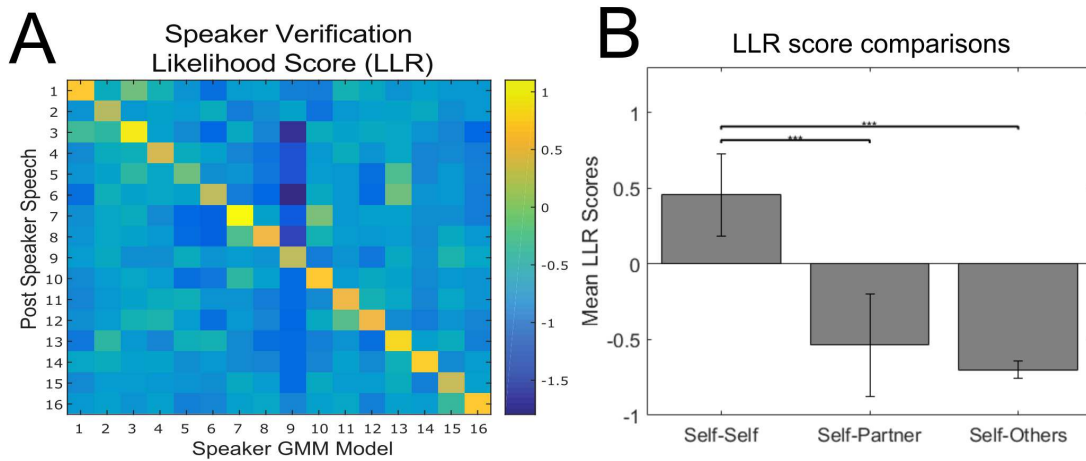 A
Speaker Verification
Likelihood Score (LLR)
Post Speaker Speech
1
2
3
4
5
6
7
8
9
10
11
12
13
14
15
16
1 2 3 4 5 6 7 8 9 10 11 12 13 14 15 16
Speaker GMM Model
1
0.5
0
-0.5
-1
-1.5
B
LLR score comparisons
Mean LLR Scores
1
0.5
0
-0.5
-1
***
***
Self-Self Self-Partner Self-Others